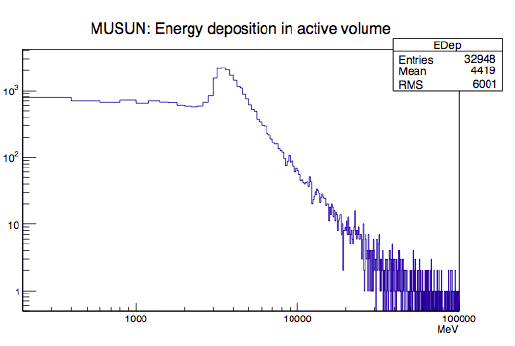 MUSUN: Energy deposition in active volume
EDep
Entries 32948
Mean 4419
RMS 6001
10³
10²
10
1
1000 10000 100000
MeV